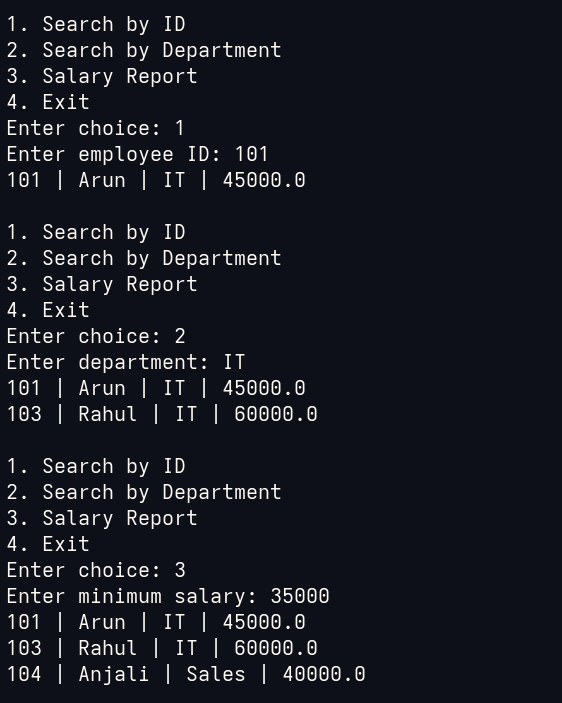 1. Search by ID
2. Search by Department
3. Salary Report
4. Exit
Enter choice: 1
Enter employee ID: 101
101 | Arun | IT | 45000.0

1. Search by ID
2. Search by Department
3. Salary Report
4. Exit
Enter choice: 2
Enter department: IT
101 | Arun | IT | 45000.0
103 | Rahul | IT | 60000.0

1. Search by ID
2. Search by Department
3. Salary Report
4. Exit
Enter choice: 3
Enter minimum salary: 35000
101 | Arun | IT | 45000.0
103 | Rahul | IT | 60000.0
104 | Anjali | Sales | 40000.0